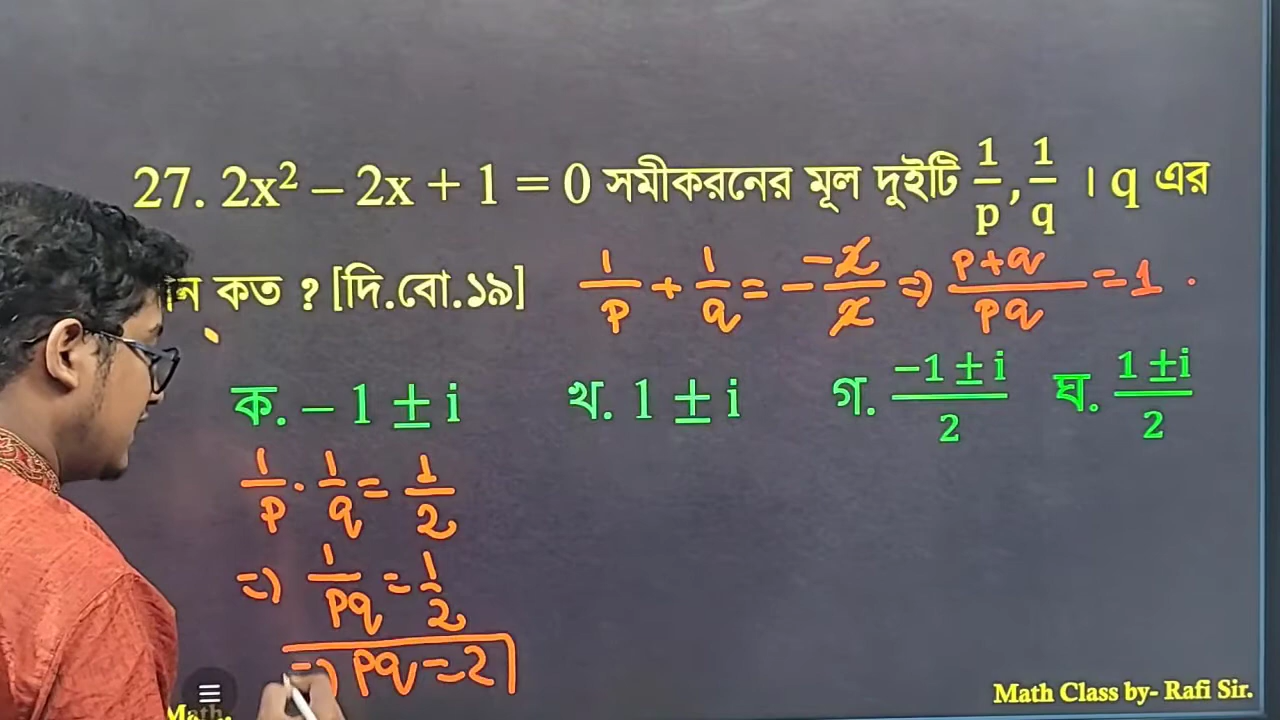 27. 2x² – 2x + 1 = 0 সমীকরনের মূল দুইটি 1/p, 1/q । q এর
কত ? [দি.বো.১৯]
1/p + 1/q = - -2/2 => p+q/pq = 1
ক. – 1 ± i খ. 1 ± i গ. –1 ± i/2 ঘ. 1 ±i/2
1/p · 1/q = 1/2
=> 1/pq = 1/2
=> pq = 2
Math Class by- Rafi Sir.